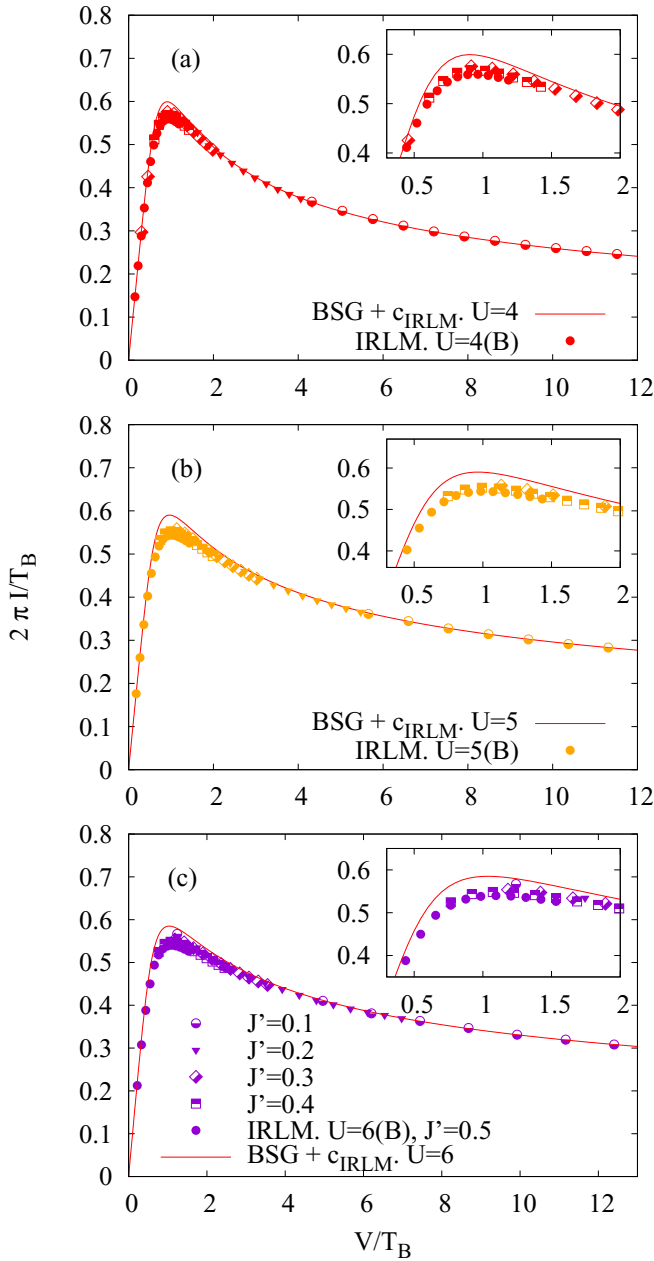 0.8
0.7
0.6
0.5
0.4
0.3
0.2
0.1
0
(a)
0.6
0.5
0.4
0.5 1 1.5 2
BSG + c_IRLM. U=4
IRLM. U=4(B)
0 2 4 6 8 10 12
0.8
0.7
0.6
0.5
0.4
0.3
0.2
0.1
0
(b)
0.6
0.5
0.4
0.5 1 1.5 2
2 π I/T_B
BSG + c_IRLM. U=5
IRLM. U=5(B)
0 2 4 6 8 10 12
0.8
0.7
0.6
0.5
0.4
0.3
0.2
0.1
0
(c)
0.6
0.5
0.4
0.5 1 1.5 2
J'=0.1
J'=0.2
J'=0.3
J'=0.4
IRLM. U=6(B), J'=0.5
BSG + c_IRLM. U=6
0 2 4 6 8 10 12
V/T_B